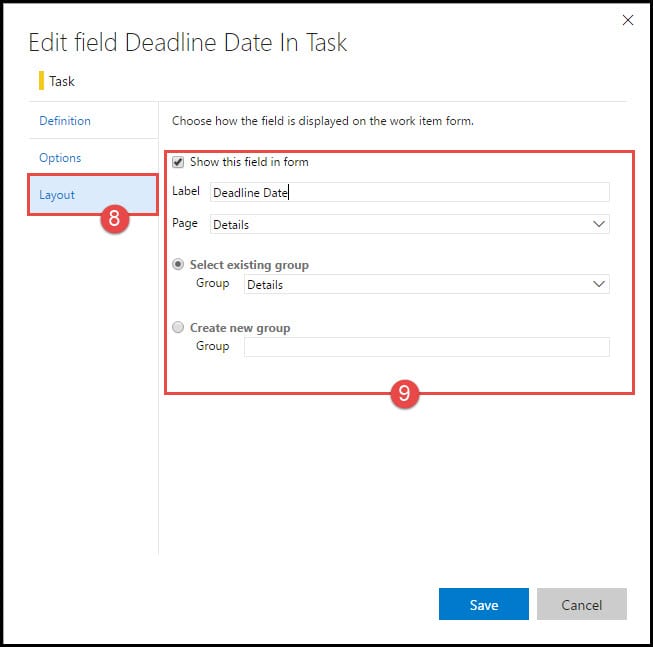 Edit field Deadline Date In Task
Task
Definition
Options
Layout
8
Choose how the field is displayed on the work item form.
Show this field in form
Label Deadline Date
Page Details
Select existing group
Group Details
Create new group
Group
9
Save Cancel